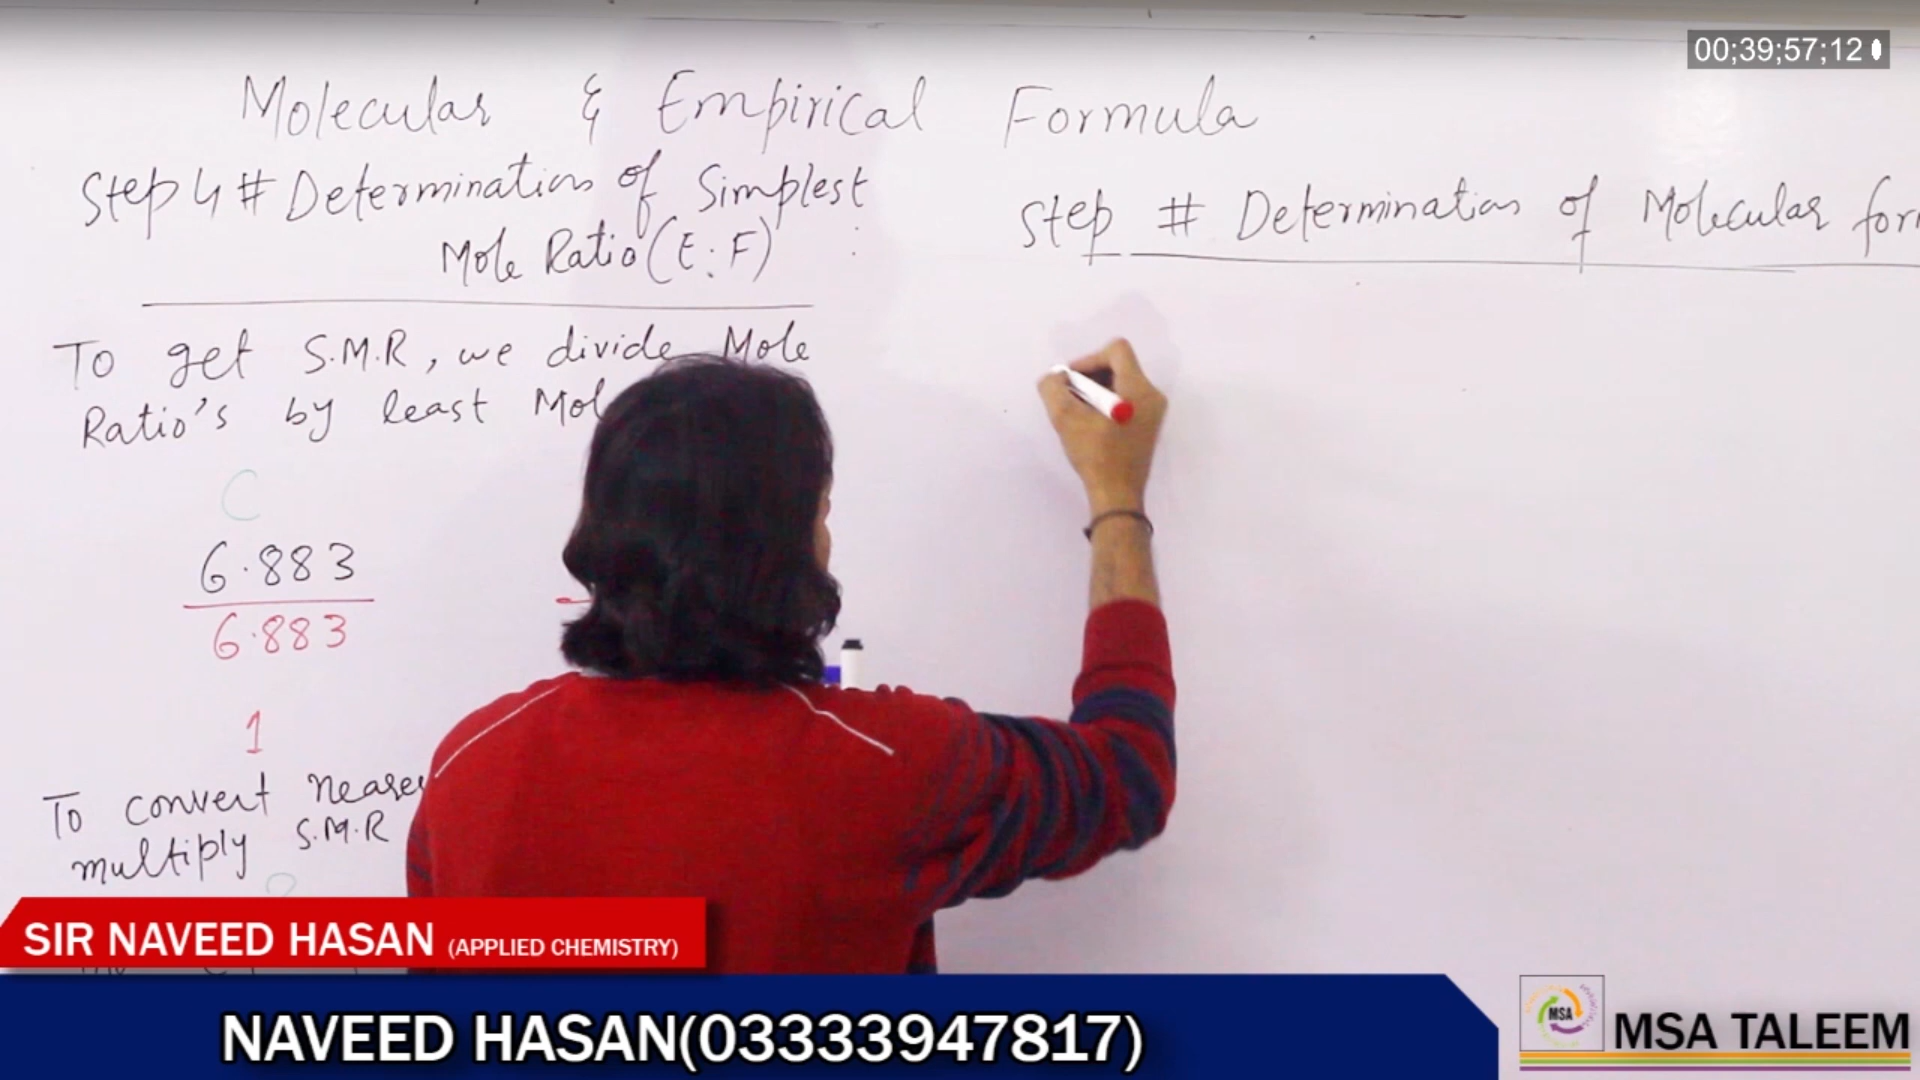 00;39;57;12
Molecular & Empirical Formula
Step 4 # Determination of Simplest
Mole Ratio (E:F)
To get S.M.R, we divide Mole
Ratio's by least Mol
C
6.883
6.883
1
To convert
multiply S.M.R
Step # Determination of Molecular for
SIR NAVEED HASAN (APPLIED CHEMISTRY)
NAVEED HASAN(03333947817)
MSA
MSA TALEEM